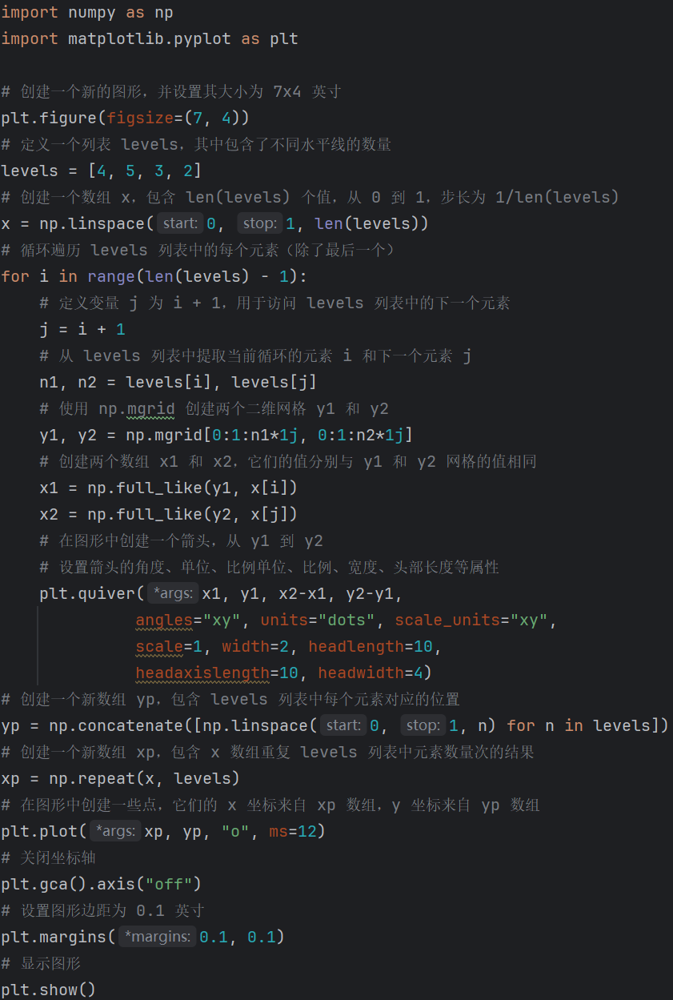 import numpy as np
import matplotlib.pyplot as plt
# 创建一个新的图形，并设置其大小为 7x4 英寸
plt.figure(figsize=(7, 4))
# 定义一个列表 levels，其中包含了不同水平线的数量
levels = [4, 5, 3, 2]
# 创建一个数组 x，包含 len(levels) 个值，从 0 到 1，步长为 1/len(levels)
x = np.linspace( start: 0, stop: 1, len(levels))
# 循环遍历 levels 列表中的每个元素（除了最后一个）
for i in range(len(levels) - 1):
    # 定义变量 j 为 i + 1，用于访问 levels 列表中的下一个元素
    j = i + 1
    # 从 levels 列表中提取当前循环的元素 i 和下一个元素 j
    n1, n2 = levels[i], levels[j]
    # 使用 np.mgrid 创建两个二维网格 y1 和 y2
    y1, y2 = np.mgrid[0:1:n1*1j, 0:1:n2*1j]
    # 创建两个数组 x1 和 x2，它们的值分别与 y1 和 y2 网格的值相同
    x1 = np.full_like(y1, x[i])
    x2 = np.full_like(y2, x[j])
    # 在图形中创建一个箭头，从 y1 到 y2
    # 设置箭头的角度、单位、比例单位、比例、宽度、头部长度等属性
    plt.quiver( *args: x1, y1, x2-x1, y2-y1,
              angles="xy", units="dots", scale_units="xy",
              scale=1, width=2, headlength=10,
              headaxislength=10, headwidth=4)
# 创建一个新数组 yp，包含 levels 列表中每个元素对应的位置
yp = np.concatenate([np.linspace( start: 0, stop: 1, n) for n in levels])
# 创建一个新数组 xp，包含 x 数组重复 levels 列表中元素数量次的结果
xp = np.repeat(x, levels)
# 在图形中创建一些点，它们的 x 坐标来自 xp 数组，y 坐标来自 yp 数组
plt.plot( *args: xp, yp, "o", ms=12)
# 关闭坐标轴
plt.gca().axis("off")
# 设置图形边距为 0.1 英寸
plt.margins( *margins: 0.1, 0.1)
# 显示图形
plt.show()